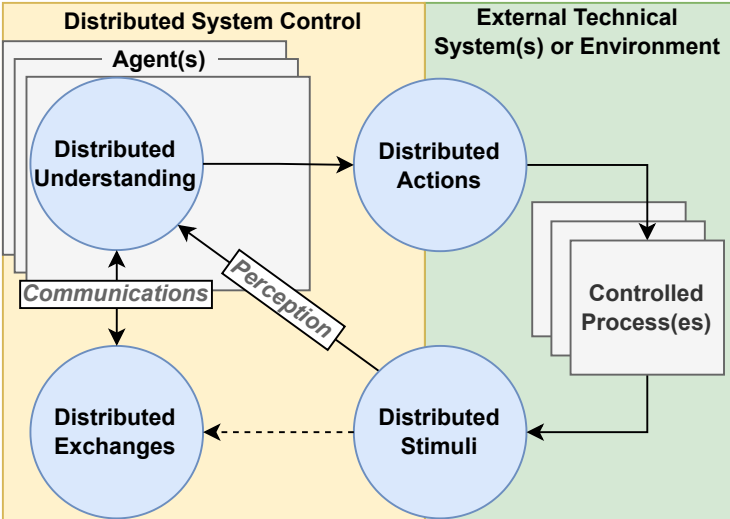 Distributed System Control
External Technical
System(s) or Environment
Agent(s)
Distributed
Understanding
Distributed
Actions
Communications
Perception
Controlled
Process(es)
Distributed
Exchanges
Distributed
Stimuli